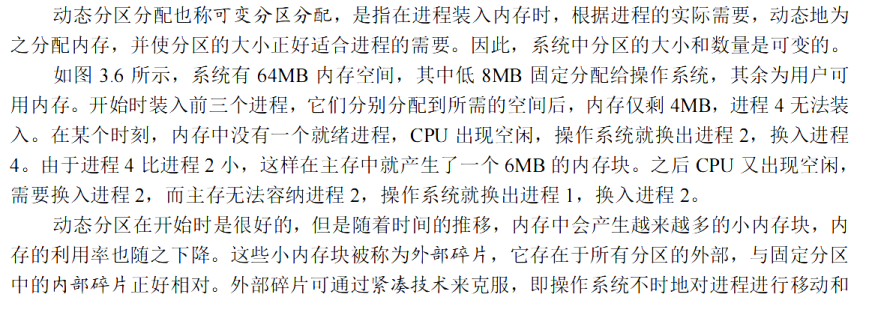 动态分区分配也称可变分区分配，是指在进程装入内存时，根据进程的实际需要，动态地为
之分配内存，并使分区的大小正好适合进程的需要。因此，系统中分区的大小和数量是可变的。
如图 3.6 所示，系统有 64MB 内存空间，其中低 8MB 固定分配给操作系统，其余为用户可
用内存。开始时装入前三个进程，它们分别分配到所需的空间后，内存仅剩 4MB，进程 4 无法装
入。在某个时刻，内存中没有一个就绪进程，CPU 出现空闲，操作系统就换出进程 2，换入进程
4。由于进程 4 比进程 2 小，这样在主存中就产生了一个 6MB 的内存块。之后 CPU 又出现空闲，
需要换入进程 2，而主存无法容纳进程 2，操作系统就换出进程 1，换入进程 2。
动态分区在开始时是很好的，但是随着时间的推移，内存中会产生越来越多的小内存块，内
存的利用率也随之下降。这些小内存块被称为外部碎片，它存在于所有分区的外部，与固定分区
中的内部碎片正好相对。外部碎片可通过紧凑技术来克服，即操作系统不时地对进程进行移动和